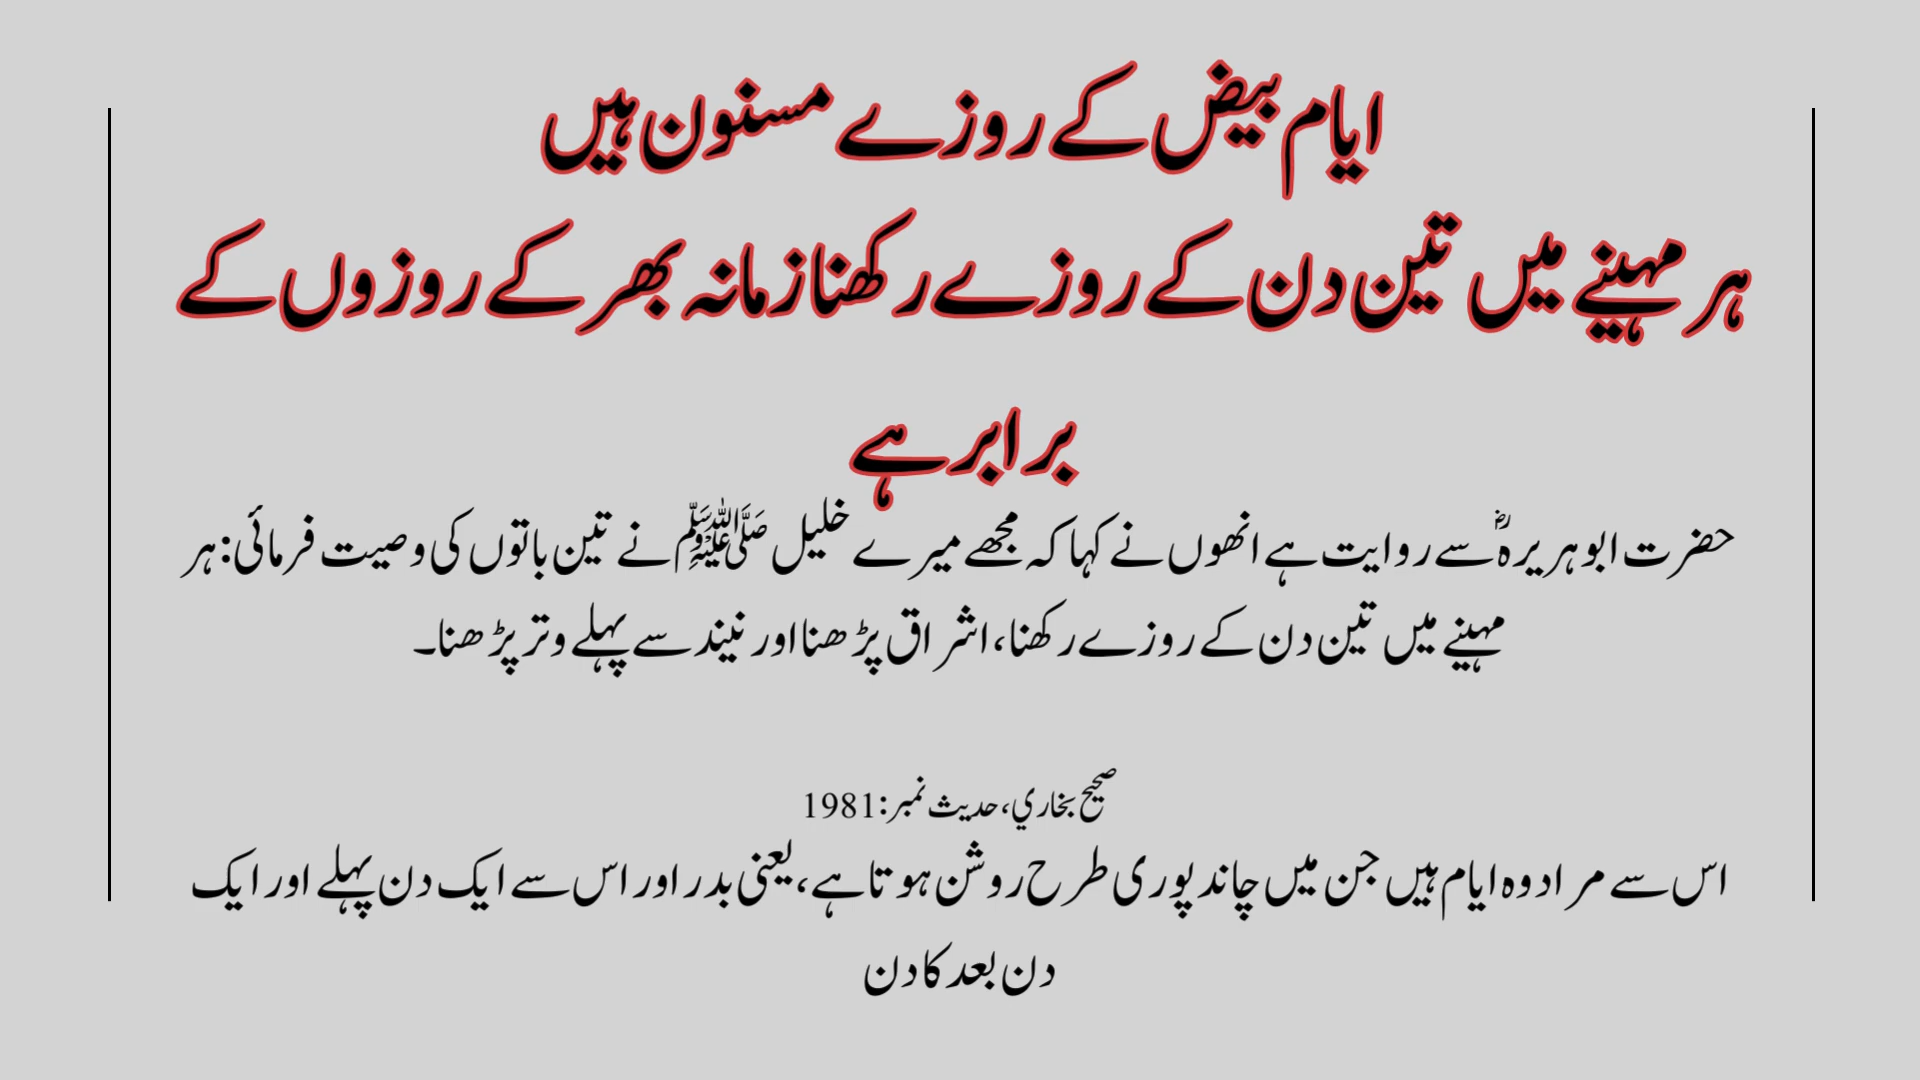 ایام بیض کے روزے مسنون ہیں
ہر مہینے میں تین دن کے روزے رکھنا زمانہ بھر کے روزوں کے
برابر ہے
حضرت ابوہریرہؓ سے روایت ہے انھوں نے کہا کہ مجھے میرے خلیل ﷺ نے تین باتوں کی وصیت فرمائی: ہر
مہینے میں تین دن کے روزے رکھنا، اشراق پڑھنا اور نیند سے پہلے وتر پڑھنا۔
صحیح بخاري، حدیث نمبر: 1981
اس سے مراد وہ ایام ہیں جن میں چاند پوری طرح روشن ہوتا ہے، یعنی بدر اور اس سے ایک دن پہلے اور ایک
دن بعد کا دن